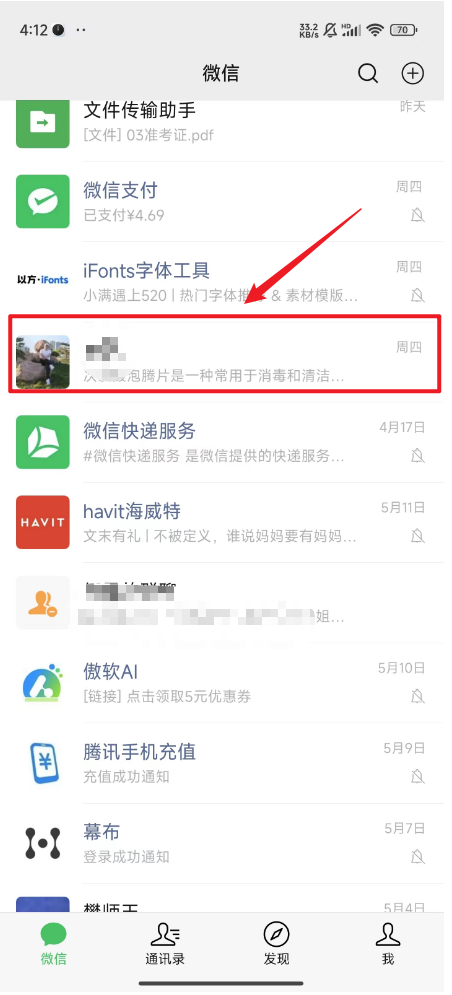 4:12
33.2
KB/s
HD
5G
70
微信
文件传输助手
昨天
[文件] 03准考证.pdf
微信支付
周四
已支付¥4.69
以方·iFonts
iFonts字体工具
周四
小满遇上520 | 热门字体推 & 素材模版...
周四
泡腾片是一种常用于消毒和清洁...
微信快递服务
4月17日
#微信快递服务 是微信提供的快递服务...
HAVIT
havit海威特
5月11日
文末有礼 | 不被定义，谁说妈妈要有妈妈...
姐...
傲软AI
5月10日
[链接] 点击领取5元优惠券
腾讯手机充值
5月9日
充值成功通知
幕布
5月7日
登录成功通知
樊师王
5月4日
微信
通讯录
发现
我